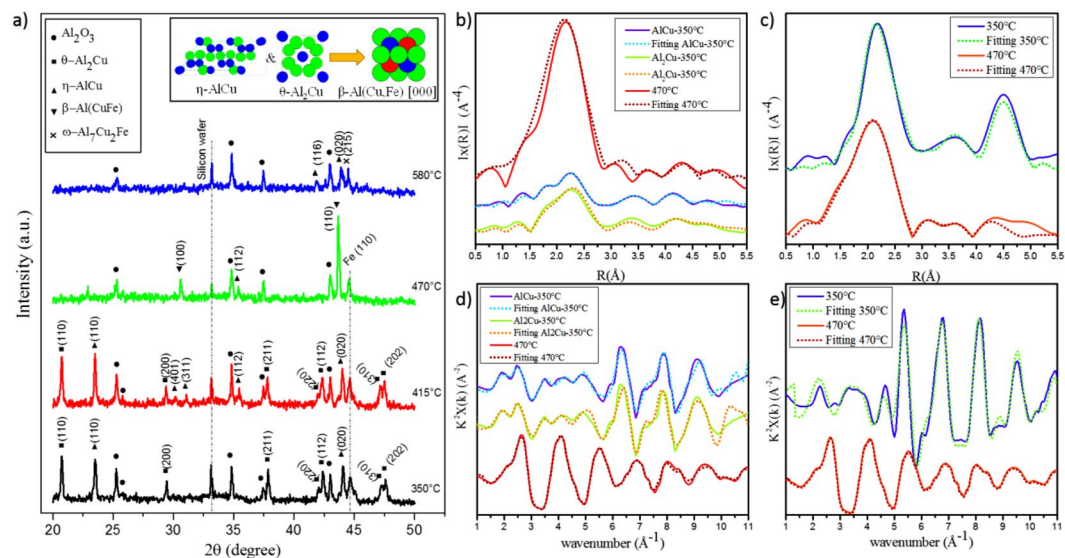 a)
Al2O3
θ-Al2Cu
η-AlCu
β-Al(CuFe)
ω-Al7Cu2Fe
&
η-AlCu
θ-Al2Cu
β-Al(Cu,Fe) [000]
Silicon wafer
(116)
(020)
(215)
580°C
(100)
(112)
(110)
Fe (110)
470°C
(110)
(110)
(200)
(401)
(311)
(112)
(211)
(220)
(112)
(020)
(310)
(202)
415°C
(110)
(110)
(200)
(211)
(220)
(112)
(020)
(310)
(202)
350°C
Intensity (a.u.)
20 25 30 35 40 45 50
2θ (degree)
b)
AlCu-350°C
Fitting AlCu-350°C
Al2Cu-350°C
Al2Cu-350°C
470°C
Fitting 470°C
Ix(R)I (A-4)
0.5 1.0 1.5 2.0 2.5 3.0 3.5 4.0 4.5 5.0 5.5
R(Å)
c)
350°C
Fitting 350°C
470°C
Fitting 470°C
Ix(R)I (A-4)
0.5 1.0 1.5 2.0 2.5 3.0 3.5 4.0 4.5 5.0 5.5
R(Å)
d)
AlCu-350°C
Fitting AlCu-350°C
Al2Cu-350°C
Fitting Al2Cu-350°C
470°C
Fitting 470°C
K²X(k) (Å-2)
1 2 3 4 5 6 7 8 9 10 11
wavenumber (Å-1)
e)
350°C
Fitting 350°C
470°C
Fitting 470°C
K²X(k) (Å-2)
1 2 3 4 5 6 7 8 9 10 11
wavenumber (Å-1)